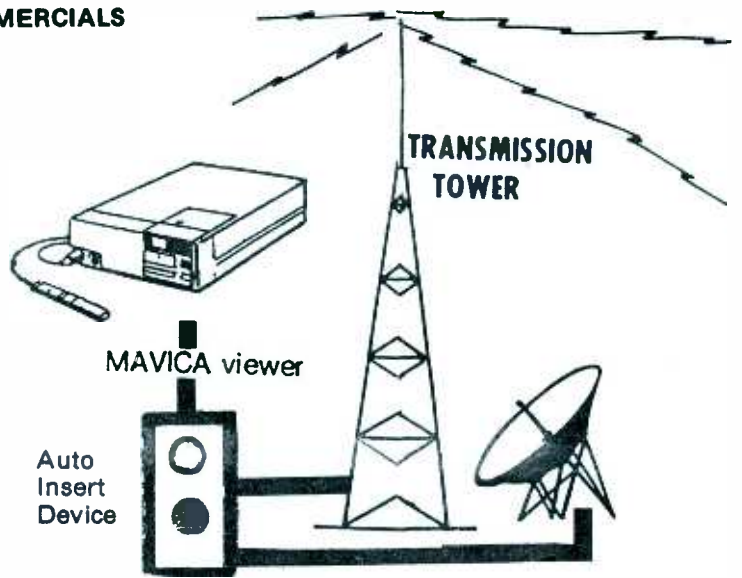 MERCIALS
TRANSMISSION
TOWER
MAVICA viewer
Auto
Insert
Device